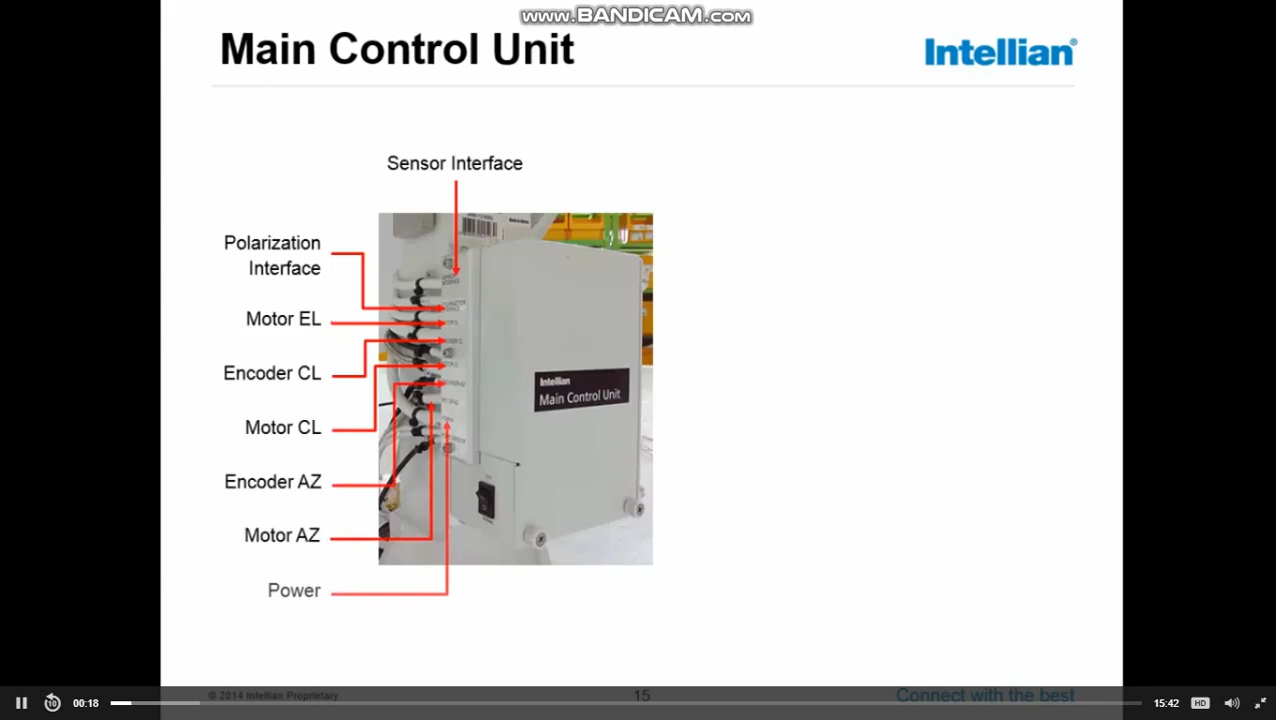 www.BANDICAM.com
Main Control Unit
Intellian®
Sensor Interface
Polarization
Interface
Motor EL
Encoder CL
Motor CL
Encoder AZ
Motor AZ
Power
Intellian
Main Control Unit
© 2014 Intellian Proprietary
15
Connect with the best
10
00:18
15:42
HD